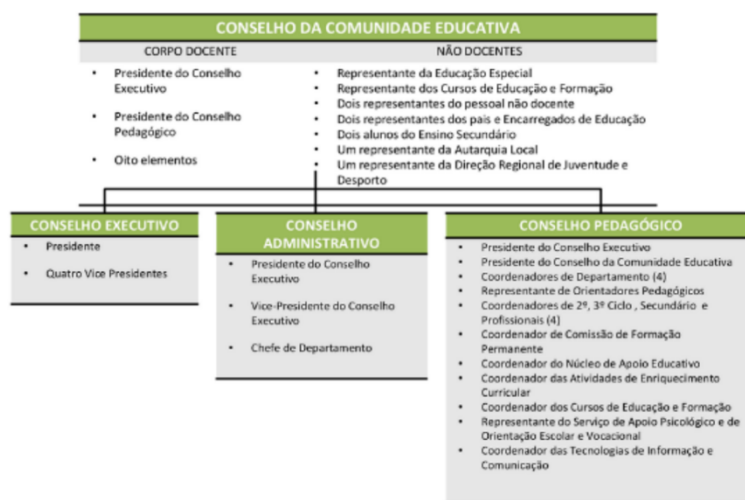 CONSELHO DA COMUNIDADE EDUCATIVA
CORPO DOCENTE
• Presidente do Conselho
Executivo
• Presidente do Conselho
Pedagógico
• Oito elementos
NÃO DOCENTES
• Representante da Educação Especial
• Representante dos Cursos de Educação e Formação
• Dois representantes do pessoal não docente
• Dois representantes dos pais e Encarregados de Educação
• Dois alunos do Ensino Secundário
• Um representante da Autarquia Local
• Um representante da Direção Regional de Juventude e
Desporto
CONSELHO EXECUTIVO
• Presidente
• Quatro Vice Presidentes
CONSELHO
ADMINISTRATIVO
• Presidente do Conselho
Executivo
• Vice-Presidente do Conselho
Executivo
• Chefe de Departamento
CONSELHO PEDAGÓGICO
• Presidente do Conselho Executivo
• Presidente do Conselho da Comunidade Educativa
• Coordenadores de Departamento (4)
• Representante de Orientadores Pedagógicos
• Coordenadores de 2º, 3º Ciclo , Secundário e
Profissionais (4)
• Coordenador de Comissão de Formação
Permanente
• Coordenador do Núcleo de Apoio Educativo
• Coordenador das Atividades de Enriquecimento
Curricular
• Coordenador dos Cursos de Educação e Formação
• Representante do Serviço de Apoio Psicológico e de
Orientação Escolar e Vocacional
• Coordenador das Tecnologias de Informação e
Comunicação